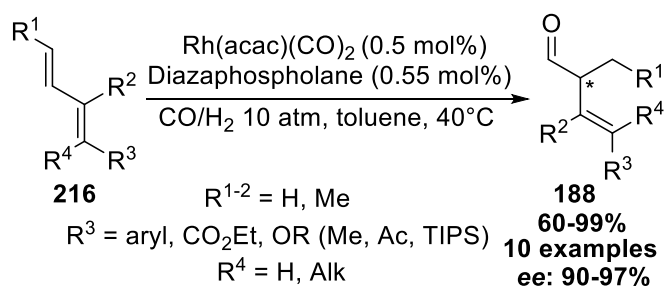 R1
R2
R4
R3
216
Rh(acac)(CO)2 (0.5 mol%)
Diazaphospholane (0.55 mol%)
CO/H2 10 atm, toluene, 40°C
R1-2 = H, Me
R3 = aryl, CO2Et, OR (Me, Ac, TIPS)
R4 = H, Alk
O
*
R1
R2
R4
R3
188
60-99%
10 examples
ee: 90-97%